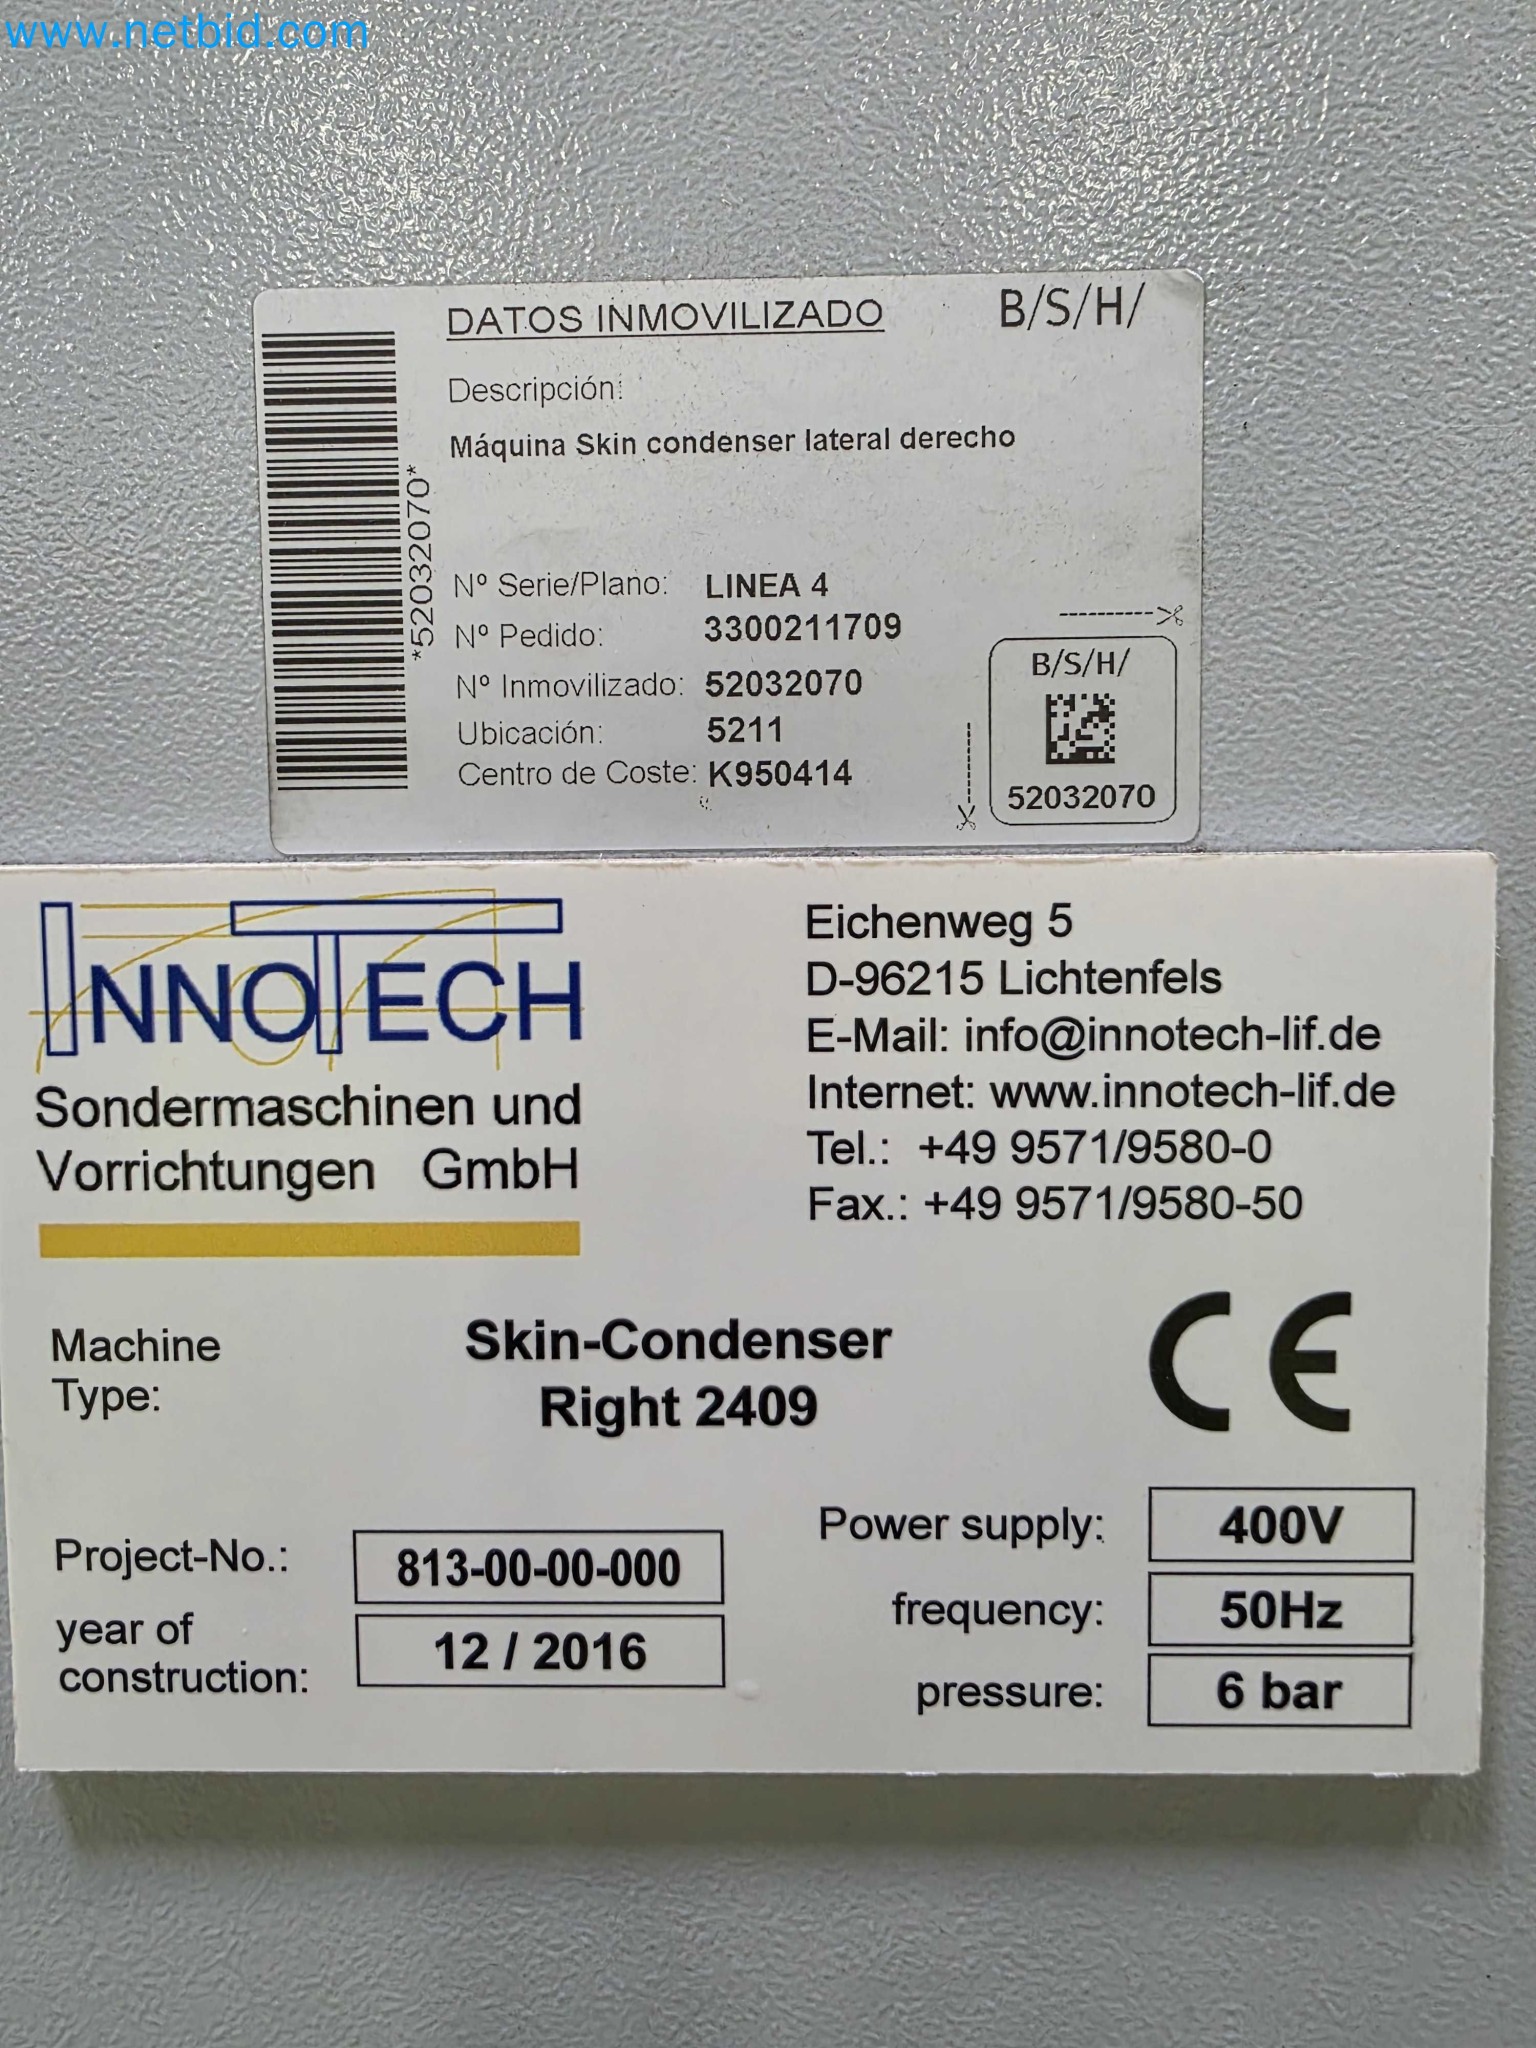 www.netbid.com
DATOS INMOVILIZADO
B/S/H/
Descripción:
Máquina Skin condenser lateral derecho
*52032070*
Nº Serie/Plano: LINEA 4
Nº Pedido: 3300211709
Nº Inmovilizado: 52032070
Ubicación: 5211
Centro de Coste: K950414
B/S/H/
52032070
INNOTECH
Sondermaschinen und
Vorrichtungen GmbH
Eichenweg 5
D-96215 Lichtenfels
E-Mail: info@innotech-lif.de
Internet: www.innotech-lif.de
Tel.: +49 9571/9580-0
Fax.: +49 9571/9580-50
Machine
Type:
Skin-Condenser
Right 2409
CE
Project-No.: 813-00-00-000
year of
construction: 12 / 2016
Power supply: 400V
frequency: 50Hz
pressure: 6 bar